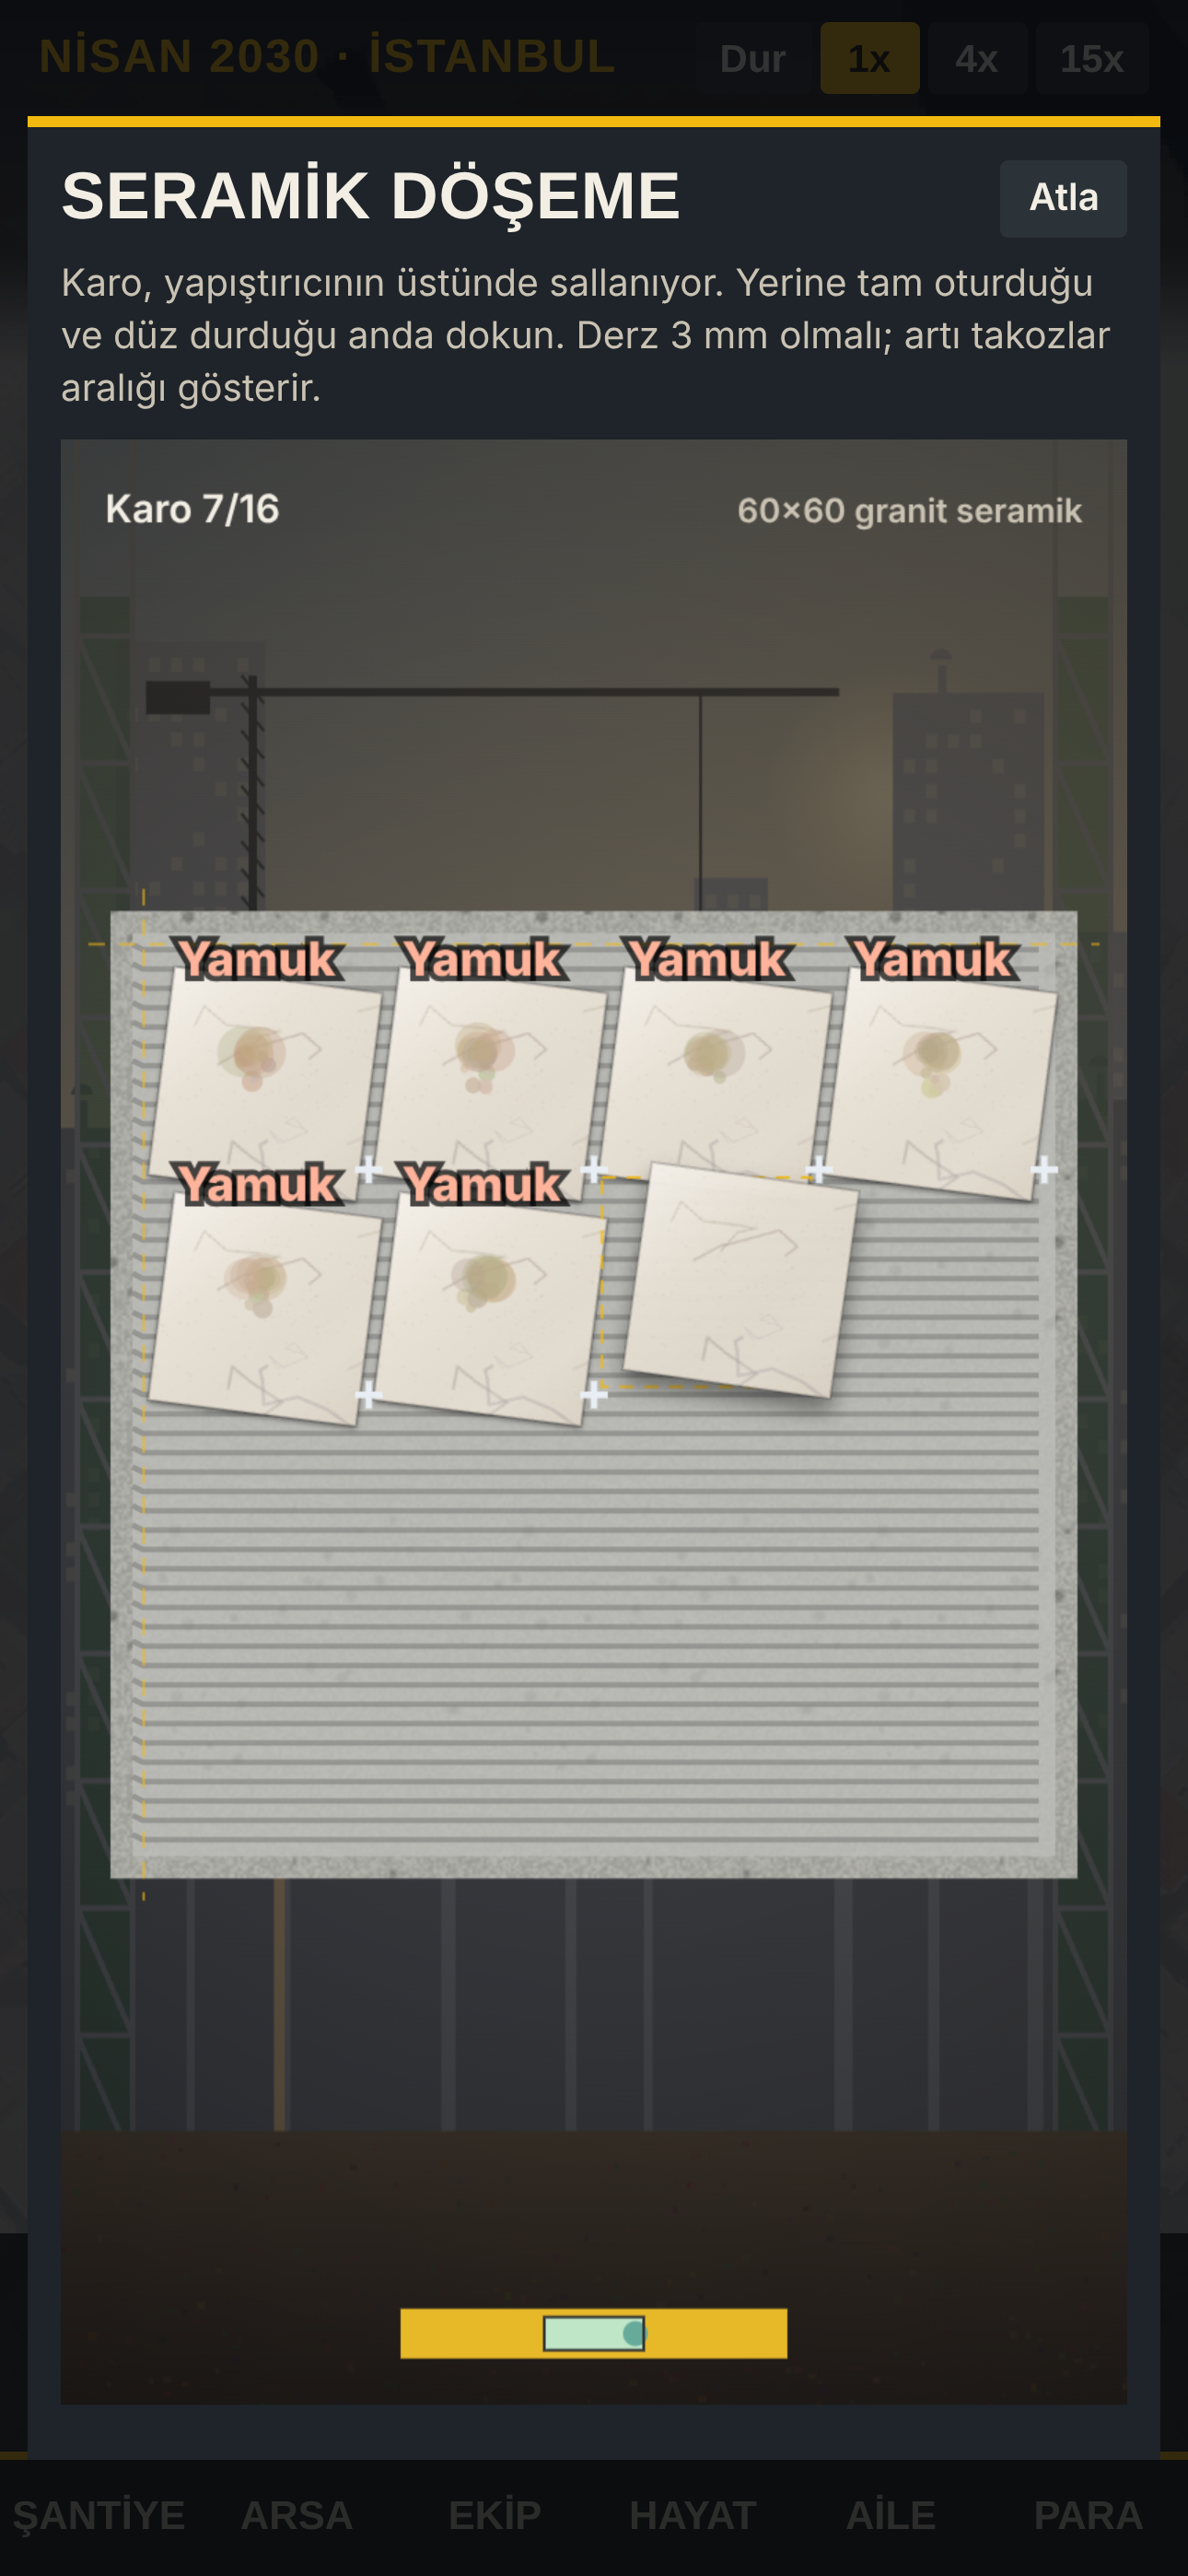 NİSAN 2030 · İSTANBUL
Dur 1x 4x 15x
SERAMİK DÖŞEME
Atla
Karo, yapıştırıcının üstünde sallanıyor. Yerine tam oturduğu
ve düz durduğu anda dokun. Derz 3 mm olmalı; artı takozlar
aralığı gösterir.
Karo 7/16
60×60 granit seramik
Yamuk Yamuk Yamuk Yamuk
Yamuk Yamuk
ŞANTİYE ARSA EKİP HAYAT AİLE PARA